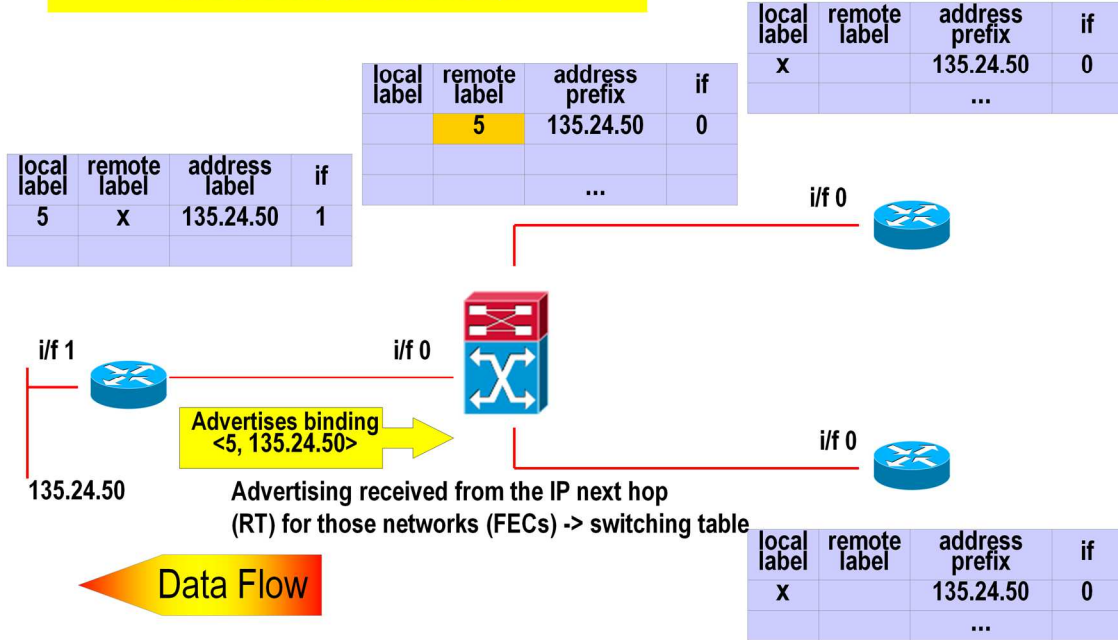 local label remote label address prefix if
x 135.24.50 0
...
local label remote label address prefix if
5 135.24.50 0
...
local label remote label address label if
5 x 135.24.50 1
i/f 0
i/f 1
i/f 0
Advertises binding
<5, 135.24.50>
i/f 0
135.24.50
Advertising received from the IP next hop
(RT) for those networks (FECs) -> switching table
Data Flow
local label remote label address prefix if
x 135.24.50 0
...